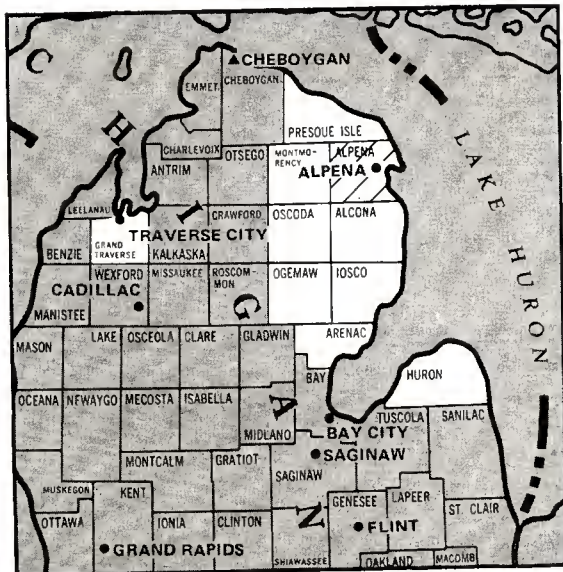 CHEBOYGAN
CHEBOYGAN
EMMET
C
H
PRESQUE ISLE
LAKE HURON
CHARLEVOIX
OTSEGO
MONTMO-
RENCY
ALPENA
ANTRIM
ALPENA
LEELANAU
I
CRAWFORD
OSCODA
ALCONA
TRAVERSE CITY
BENZIE
GRAND
TRAVERSE
KALKASKA
WEXFORD
MISSAUKEE
ROSCOM-
MON
OGEMAW
IOSCO
CADILLAC
G
MANISTEE
ARENAC
MASON
LAKE
OSCEOLA
CLARE
GLADWIN
HURON
BAY
OCEANA
NEWAYGO
MECOSTA
ISABELLA
A
TUSCOLA
SANILAC
MIDLAND
BAY CITY
SAGINAW
MONTCALM
GRATIOT
SAGINAW
MUSKEGON
KENT
GENESEE
LAPEER
ST. CLAIR
OTTAWA
IONIA
CLINTON
N
FLINT
GRAND RAPIDS
SHIAWASSEE
OAKLAND
MACOMB